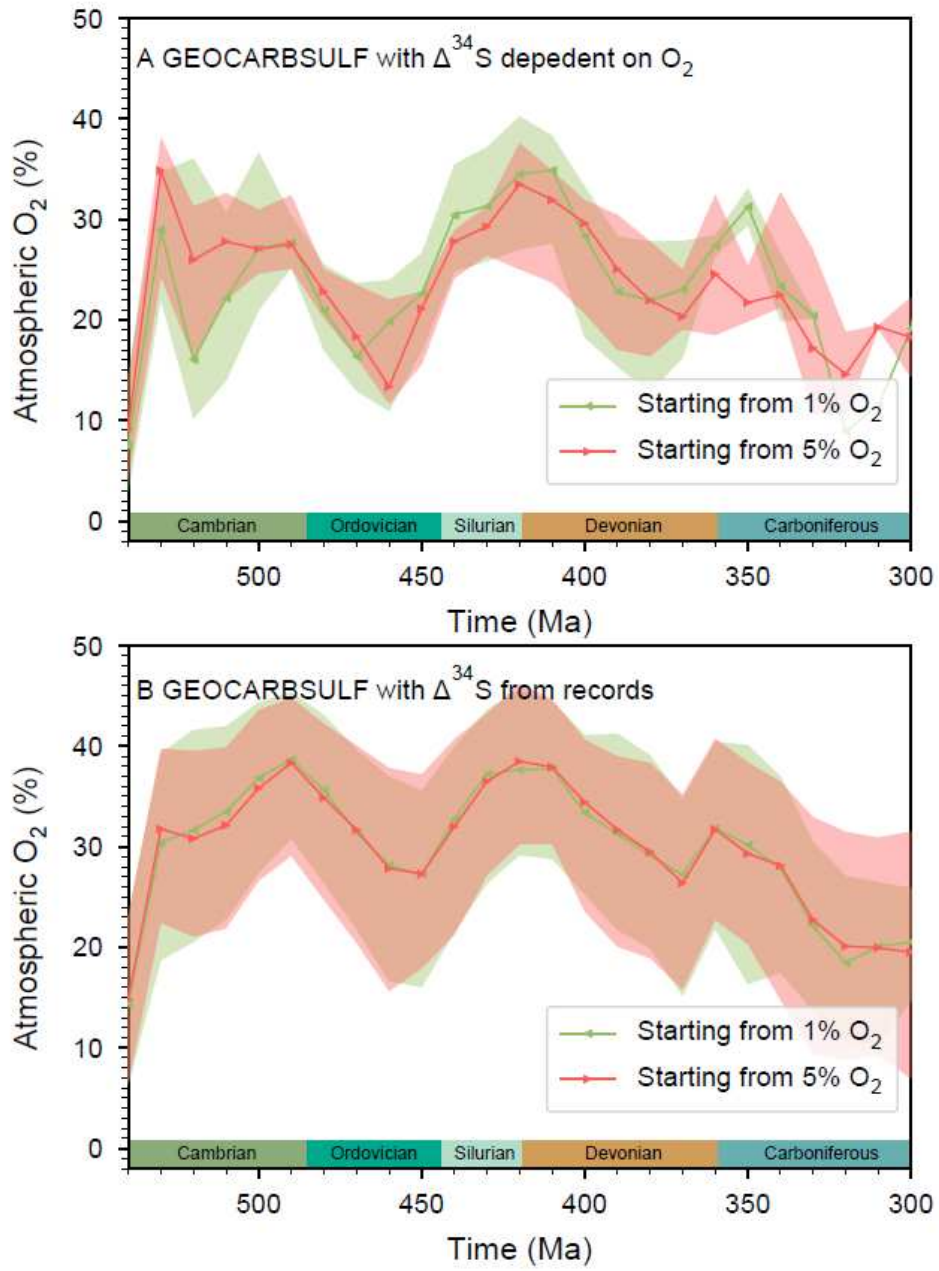 50
A GEOCARBSULF with Δ³⁴S depedent on O₂
40
30
20
10
0
Atmospheric O₂ (%)
Starting from 1% O₂
Starting from 5% O₂
Cambrian Ordovician Silurian Devonian Carboniferous
500 450 400 350 300
Time (Ma)
50
B GEOCARBSULF with Δ³⁴S from records
40
30
20
10
0
Atmospheric O₂ (%)
Starting from 1% O₂
Starting from 5% O₂
Cambrian Ordovician Silurian Devonian Carboniferous
500 450 400 350 300
Time (Ma)